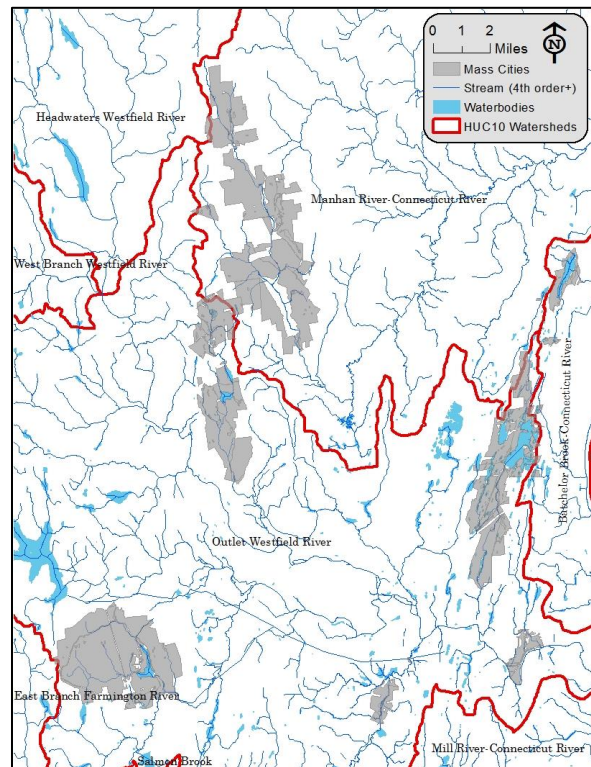 0 1 2
Miles
N
Mass Cities
Stream (4th order+)
Waterbodies
HUC10 Watersheds
Headwaters Westfield River
Manhan River-Connecticut River
West Branch Westfield River
Batchelor Brook-Connecticut River
Outlet Westfield River
East Branch Farmington River
Mill River-Connecticut River
Salmon Brook